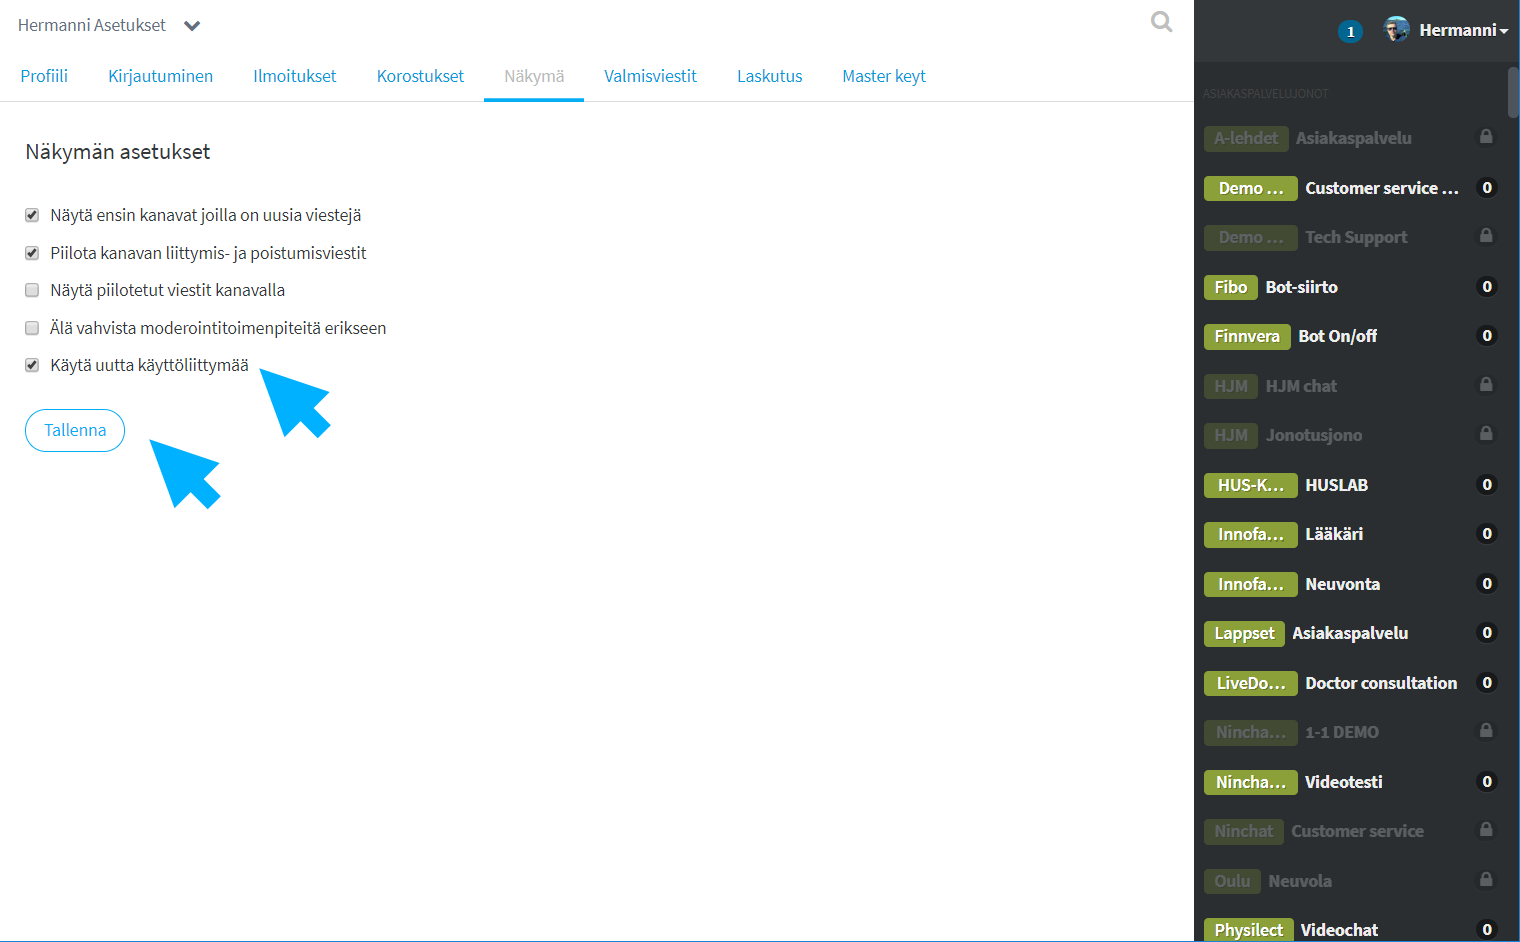 Hermanni Asetukset
Profiili Kirjautuminen Ilmoitukset Korostukset Näkymä Valmisviestit Laskutus Master keyt
Näkymän asetukset
Näytä ensin kanavat joilla on uusia viestejä
Piilota kanavan liittymis- ja poistumisviestit
Näytä piilotetut viestit kanavalla
Älä vahvista moderointitoimenpiteitä erikseen
Käytä uutta käyttöliittymää
Tallenna
1 Hermanni
ASIAKASPALVELUJONOT
A-lehdet Asiakaspalvelu
Demo ... Customer service ... 0
Demo ... Tech Support
Fibo Bot-siirto 0
Finnvera Bot On/off 0
HJM HJM chat
HJM Jonotusjono
HUS-K... HUSLAB 0
Innofa... Lääkäri 0
Innofa... Neuvonta 0
Lappset Asiakaspalvelu 0
LiveDo... Doctor consultation 0
Nincha... 1-1 DEMO
Nincha... Videotesti 0
Ninchat Customer service
Oulu Neuvola
Physilect Videochat 0